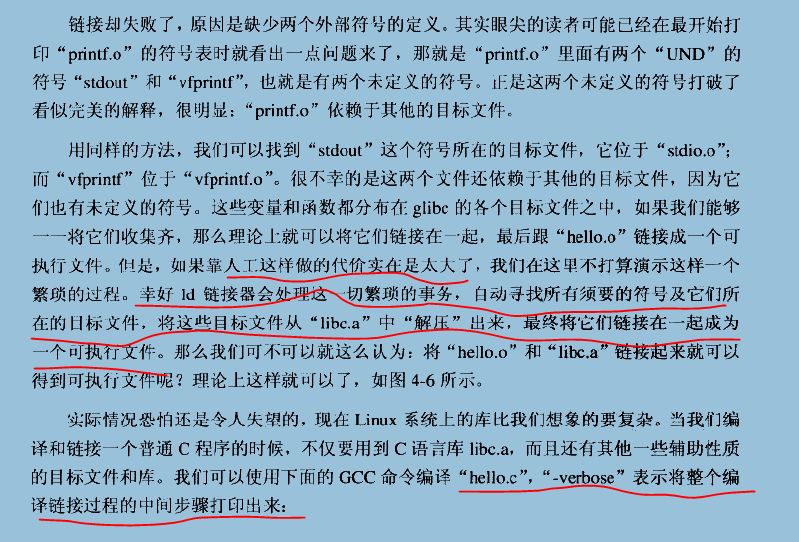 链接却失败了，原因是缺少两个外部符号的定义。其实眼尖的读者可能已经在最开始打
印“printf.o”的符号表时就看出一点问题来了，那就是“printf.o”里面有两个“UND”的
符号“stdout”和“vfprintf”，也就是有两个未定义的符号。正是这两个未定义的符号打破了
看似完美的解释，很明显：“printf.o”依赖于其他的目标文件。
用同样的方法，我们可以找到“stdout”这个符号所在的目标文件，它位于“stdio.o”；
而“vfprintf”位于“vfprintf.o”。很不幸的是这两个文件还依赖于其他的目标文件，因为它
们也有未定义的符号。这些变量和函数都分布在 glibc 的各个目标文件之中，如果我们能够
一一将它们收集齐，那么理论上就可以将它们链接在一起，最后跟“hello.o”链接成一个可
执行文件。但是，如果靠人工这样做的代价实在是太大了，我们在这里不打算演示这样一个
繁琐的过程。幸好 ld 链接器会处理这一切繁琐的事务，自动寻找所有须要的符号及它们所
在的目标文件，将这些目标文件从“libc.a”中“解压”出来，最终将它们链接在一起成为
一个可执行文件。那么我们可不可以就这么认为：将“hello.o”和“libc.a”链接起来就可以
得到可执行文件呢？理论上这样就可以了，如图 4-6 所示。
实际情况恐怕还是令人失望的，现在 Linux 系统上的库比我们想象的要复杂。当我们编
译和链接一个普通 C 程序的时候，不仅要用到 C 语言库 libc.a，而且还有其他一些辅助性质
的目标文件和库。我们可以使用下面的 GCC 命令编译“hello.c”，“-verbose”表示将整个编
译链接过程的中间步骤打印出来：